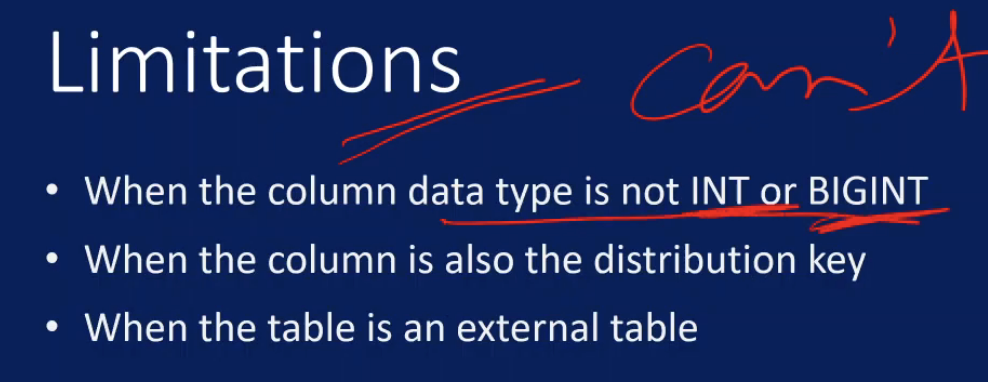 Limitations can't
• When the column data type is not INT or BIGINT
• When the column is also the distribution key
• When the table is an external table